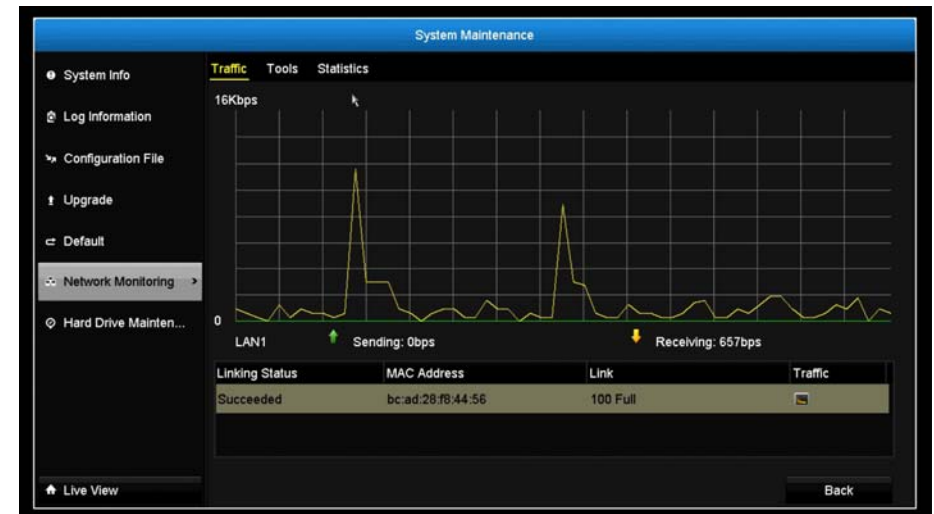 System Maintenance
System Info
Log Information
Configuration File
Upgrade
Default
Network Monitoring >
Hard Drive Mainten...
Live View
Traffic Tools Statistics
16Kbps
0
LAN1 Sending: 0bps Receiving: 657bps
Linking Status MAC Address Link Traffic
Succeeded bc:ad:28:f8:44:56 100 Full
Back